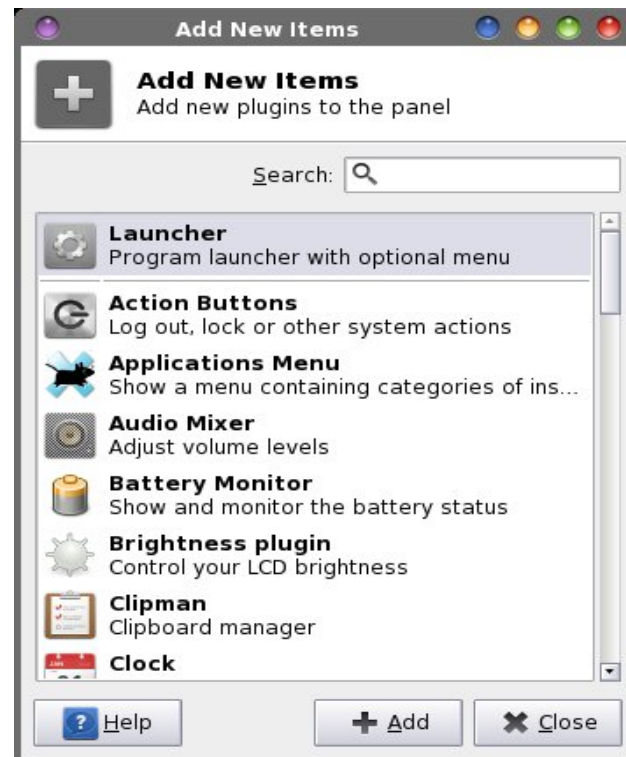 Add New Items
Add New Items
Add new plugins to the panel
Search:
Launcher
Program launcher with optional menu
Action Buttons
Log out, lock or other system actions
Applications Menu
Show a menu containing categories of ins...
Audio Mixer
Adjust volume levels
Battery Monitor
Show and monitor the battery status
Brightness plugin
Control your LCD brightness
Clipman
Clipboard manager
Clock
Help
Add
Close